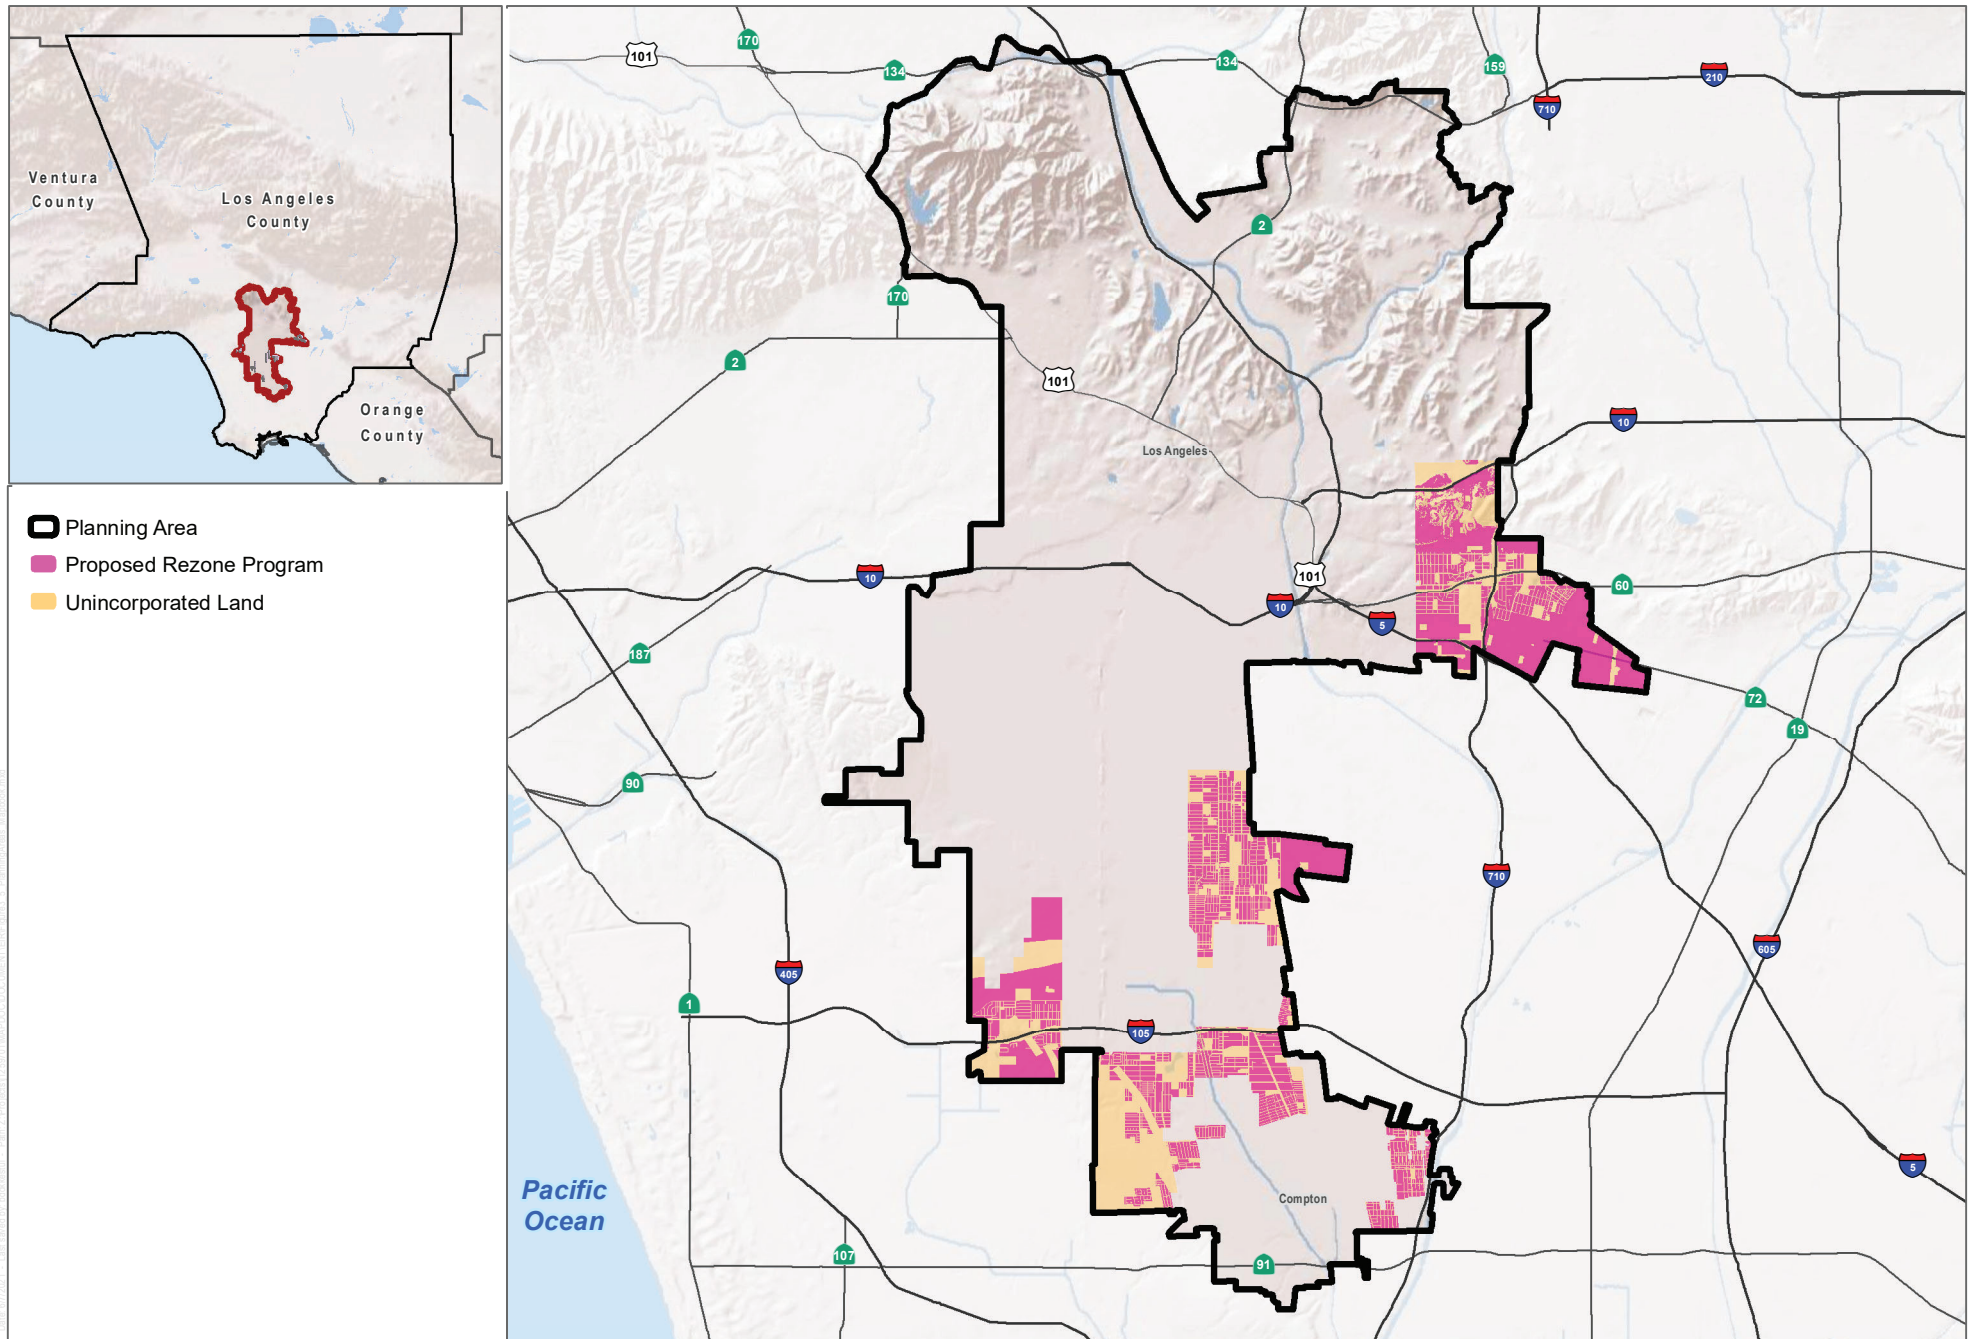 Ventura
County
Los Angeles
County
Orange
County
Planning Area
Proposed Rezone Program
Unincorporated Land
170
101
134
134
159
210
710
2
170
2
101
10
Los Angeles
101
10
10
5
60
187
72
19
90
710
605
405
1
105
5
Pacific
Ocean
Compton
107
91